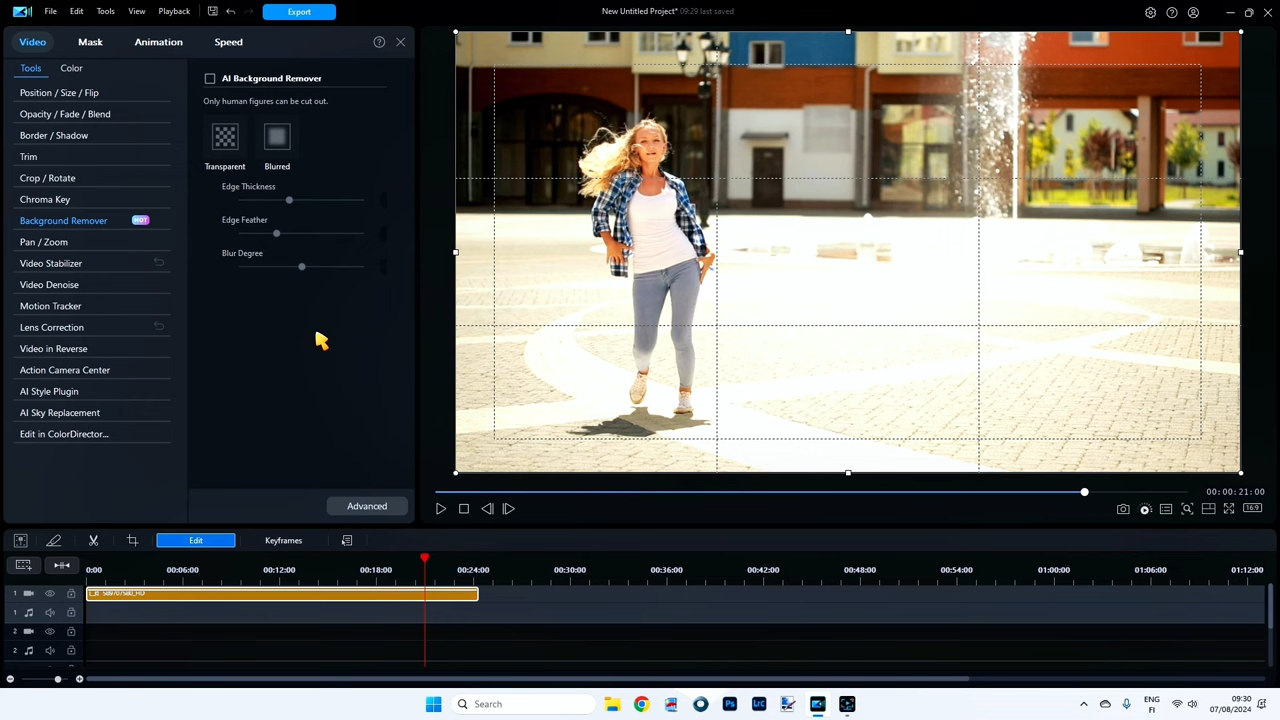 File Edit Tools View Playback Export New Untitled Project* 09:29 last saved
Video Mask Animation Speed
Tools Color
AI Background Remover
Position / Size / Flip
Only human figures can be cut out.
Opacity / Fade / Blend
Border / Shadow
Trim
Transparent Blurred
Crop / Rotate
Edge Thickness
Chroma Key
Background Remover HOT
Edge Feather
Pan / Zoom
Blur Degree
Video Stabilizer
Video Denoise
Motion Tracker
Lens Correction
Video in Reverse
Action Camera Center
AI Style Plugin
AI Sky Replacement
Edit in ColorDirector...
Advanced
00:00:21:00
16:9
Edit Keyframes
0:00 00:06:00 00:12:00 00:18:00 00:24:00 00:30:00 00:36:00 00:42:00 00:48:00 00:54:00 01:00:00 01:06:00 01:12:00
1
1
2
2
Search
Ps
Lrc
ENG
FI
09:30
07/08/2024